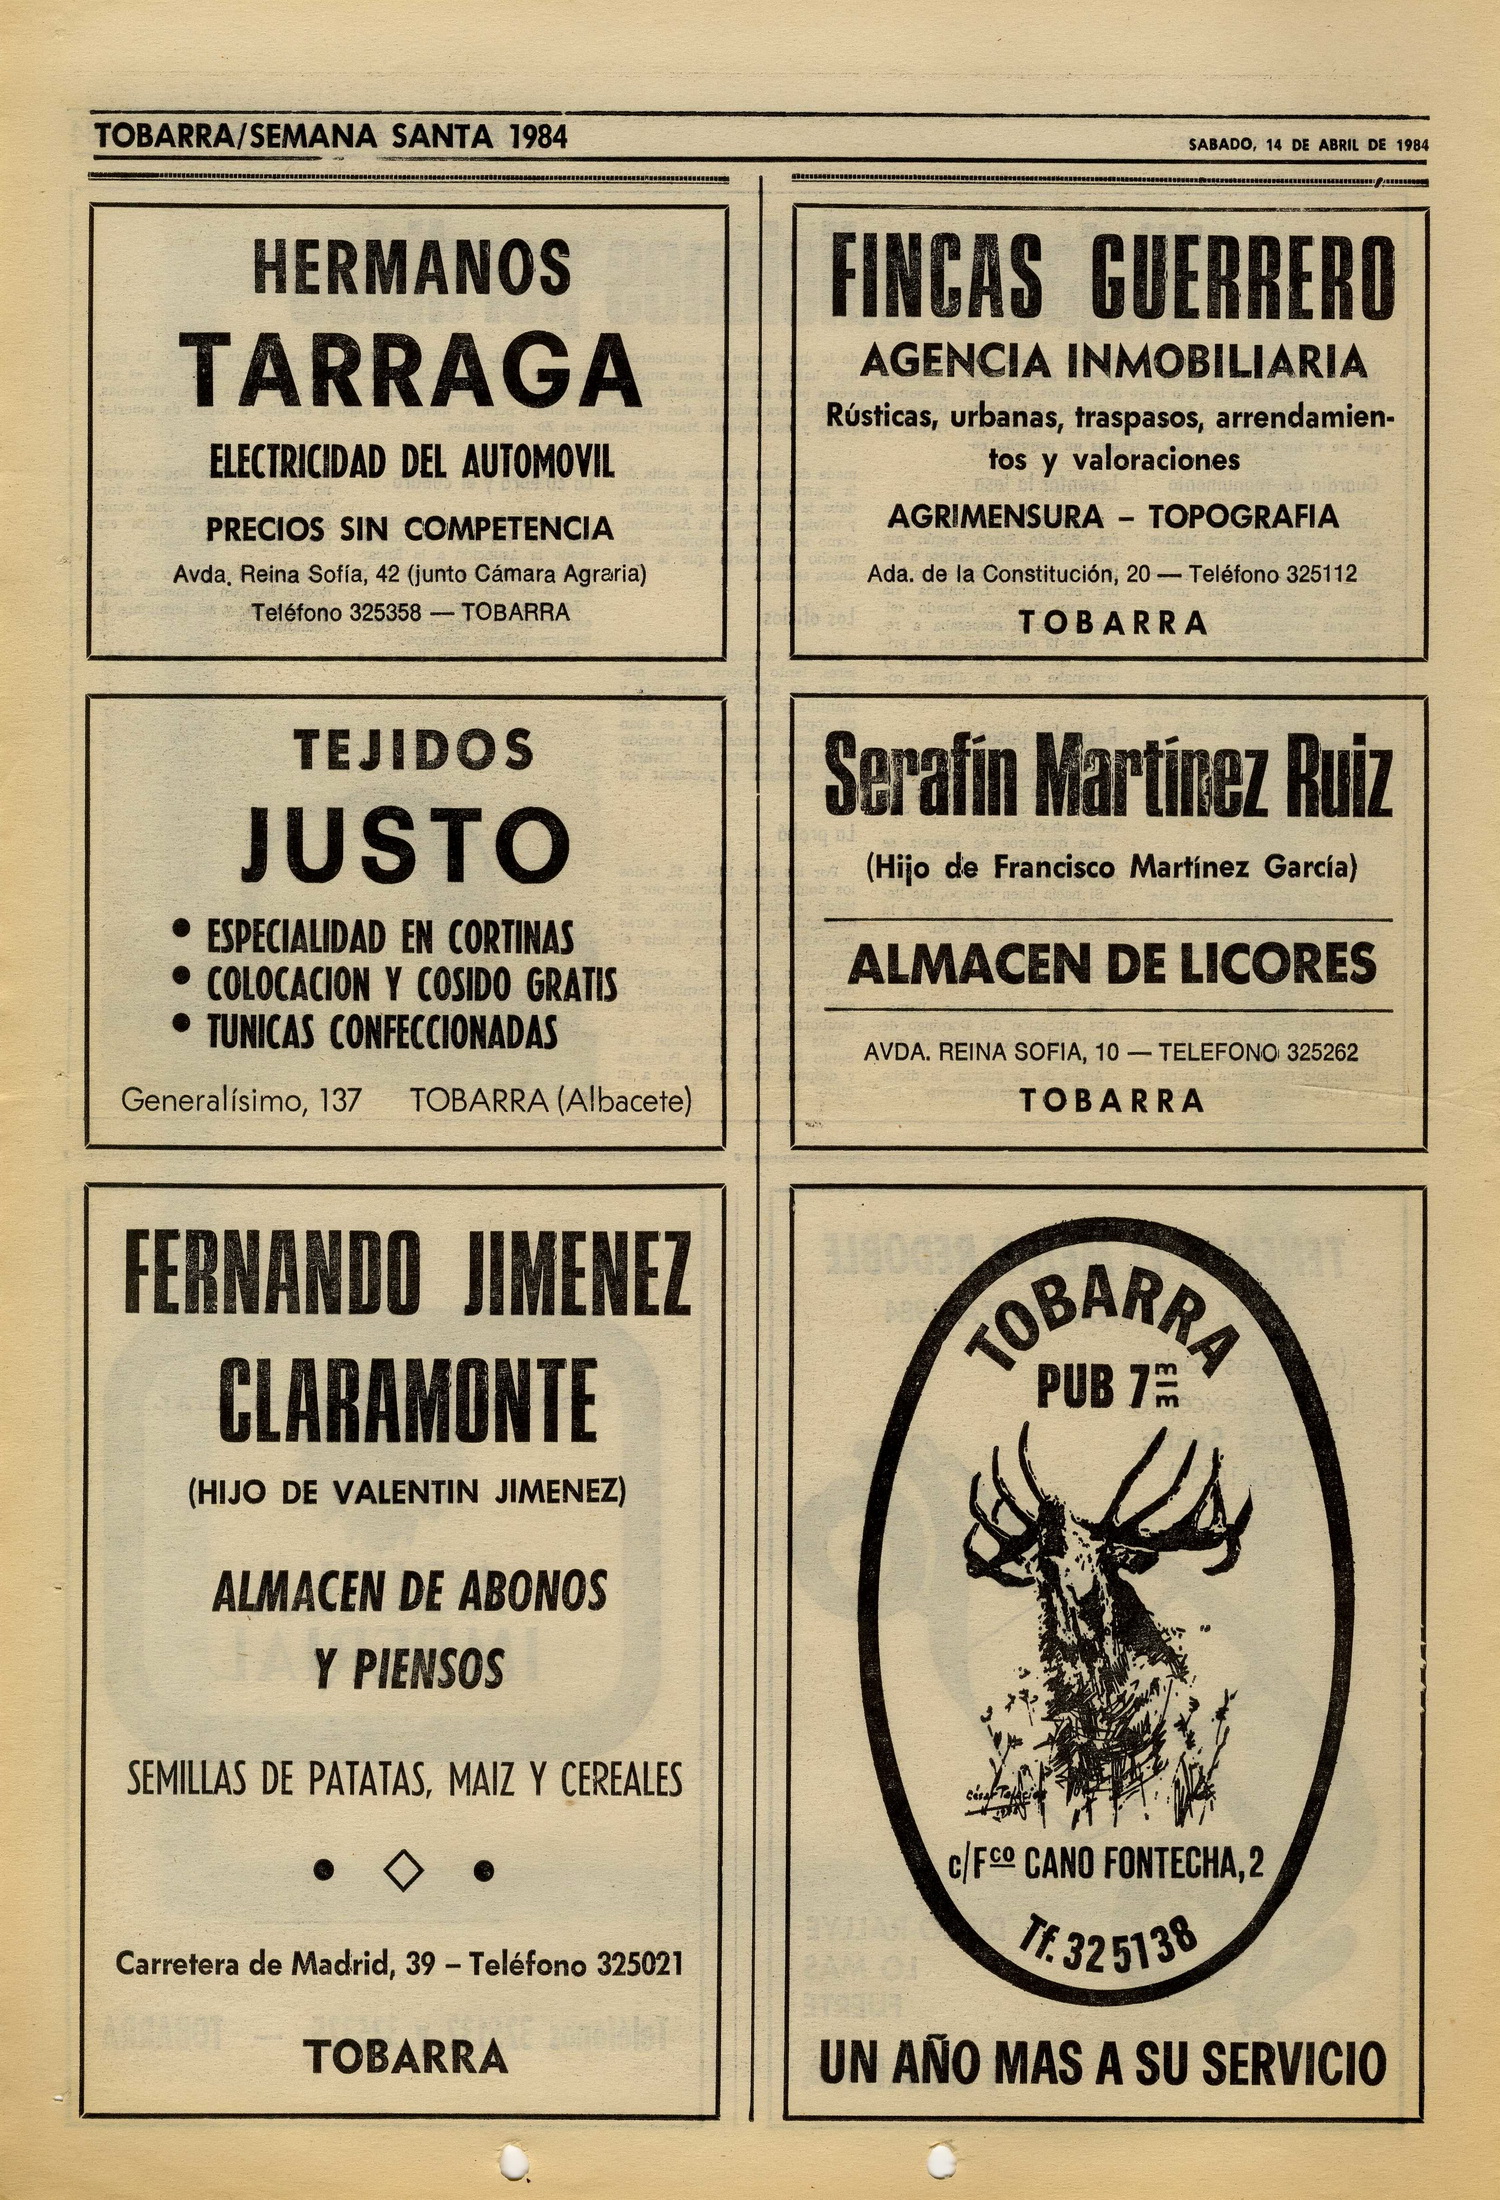 TOBARRA/SEMANA SANTA 1984
SABADO, 14 DE ABRIL DE 1984
HERMANOS
TARRAGA
ELECTRICIDAD DEL AUTOMOVIL
PRECIOS SIN COMPETENCIA
Avda. Reina Sofía, 42 (junto Cámara Agraria)
Teléfono 325358 — TOBARRA
TEJIDOS
JUSTO
• ESPECIALIDAD EN CORTINAS
• COLOCACION Y COSIDO GRATIS
• TUNICAS CONFECCIONADAS
Generalísimo, 137 TOBARRA (Albacete)
FERNANDO JIMENEZ
CLARAMONTE
(HIJO DE VALENTIN JIMENEZ)
ALMACEN DE ABONOS
Y PIENSOS
SEMILLAS DE PATATAS, MAIZ Y CEREALES
Carretera de Madrid, 39 – Teléfono 325021
TOBARRA
FINCAS GUERRERO
AGENCIA INMOBILIARIA
Rústicas, urbanas, traspasos, arrendamien-
tos y valoraciones
AGRIMENSURA – TOPOGRAFIA
Ada. de la Constitución, 20 — Teléfono 325112
TOBARRA
Serafín Martínez Ruiz
(Hijo de Francisco Martínez García)
ALMACEN DE LICORES
AVDA. REINA SOFIA, 10 — TELEFONO 325262
TOBARRA
TOBARRA
PUB 7 m/m
c/Fco CANO FONTECHA, 2
Tf. 325138
UN AÑO MAS A SU SERVICIO